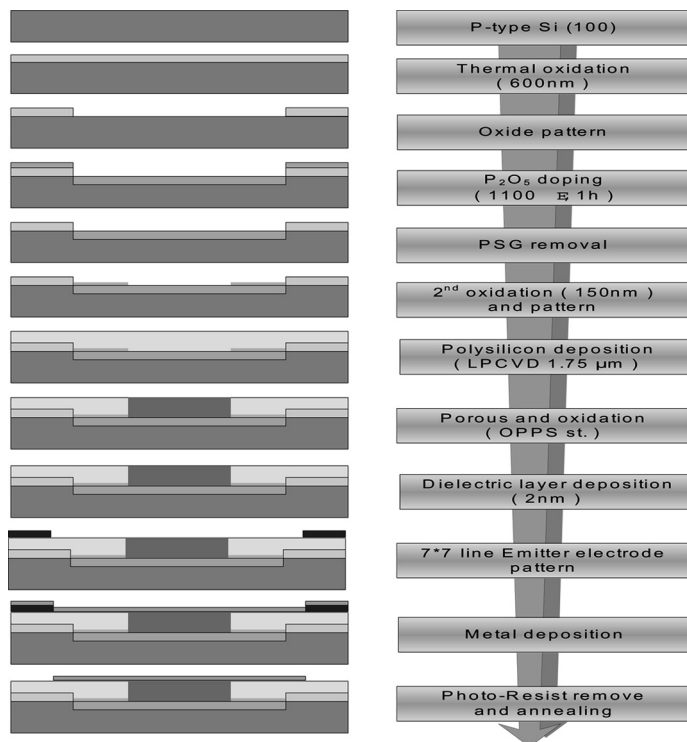 P-type Si (100)
Thermal oxidation
( 600nm )
Oxide pattern
P₂O₅ doping
( 1100 E, 1h )
PSG removal
2ⁿᵈ oxidation ( 150nm )
and pattern
Polysilicon deposition
( LPCVD 1.75 µm )
Porous and oxidation
( OPPS st. )
Dielectric layer deposition
( 2nm )
7*7 line Emitter electrode
pattern
Metal deposition
Photo-Resist remove
and annealing